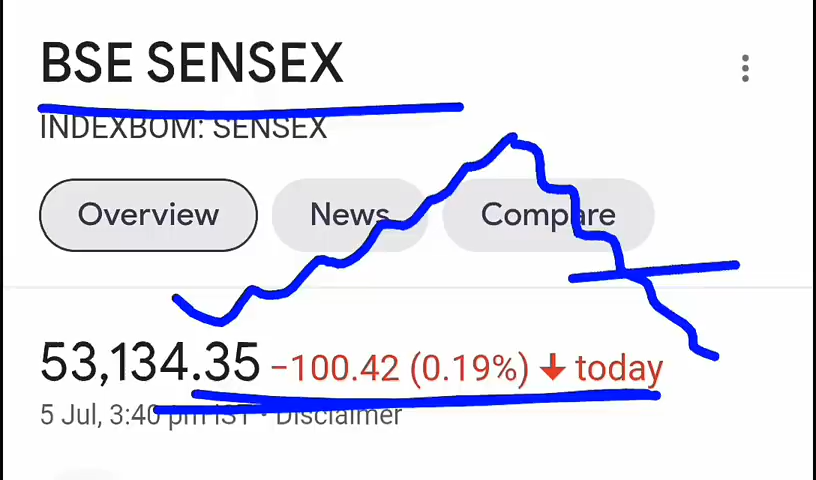 BSE SENSEX
INDEXBOM: SENSEX
Overview News Compare
53,134.35 −100.42 (0.19%) ↓ today
5 Jul, 3:40 pm IST · Disclaimer